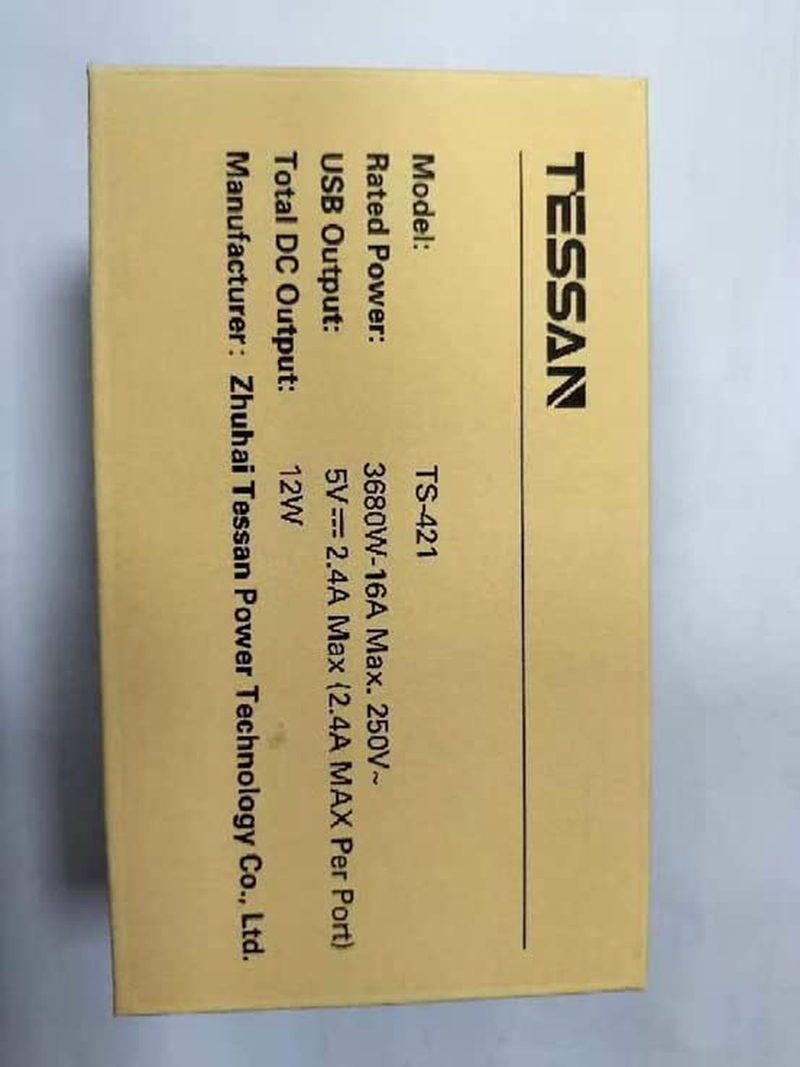 TESSAN
Model: TS-421
Rated Power: 3680W-16A Max. 250V~
USB Output: 5V⎓2.4A Max (2.4A MAX Per Port)
Total DC Output: 12W
Manufacturer: Zhuhai Tessan Power Technology Co., Ltd.